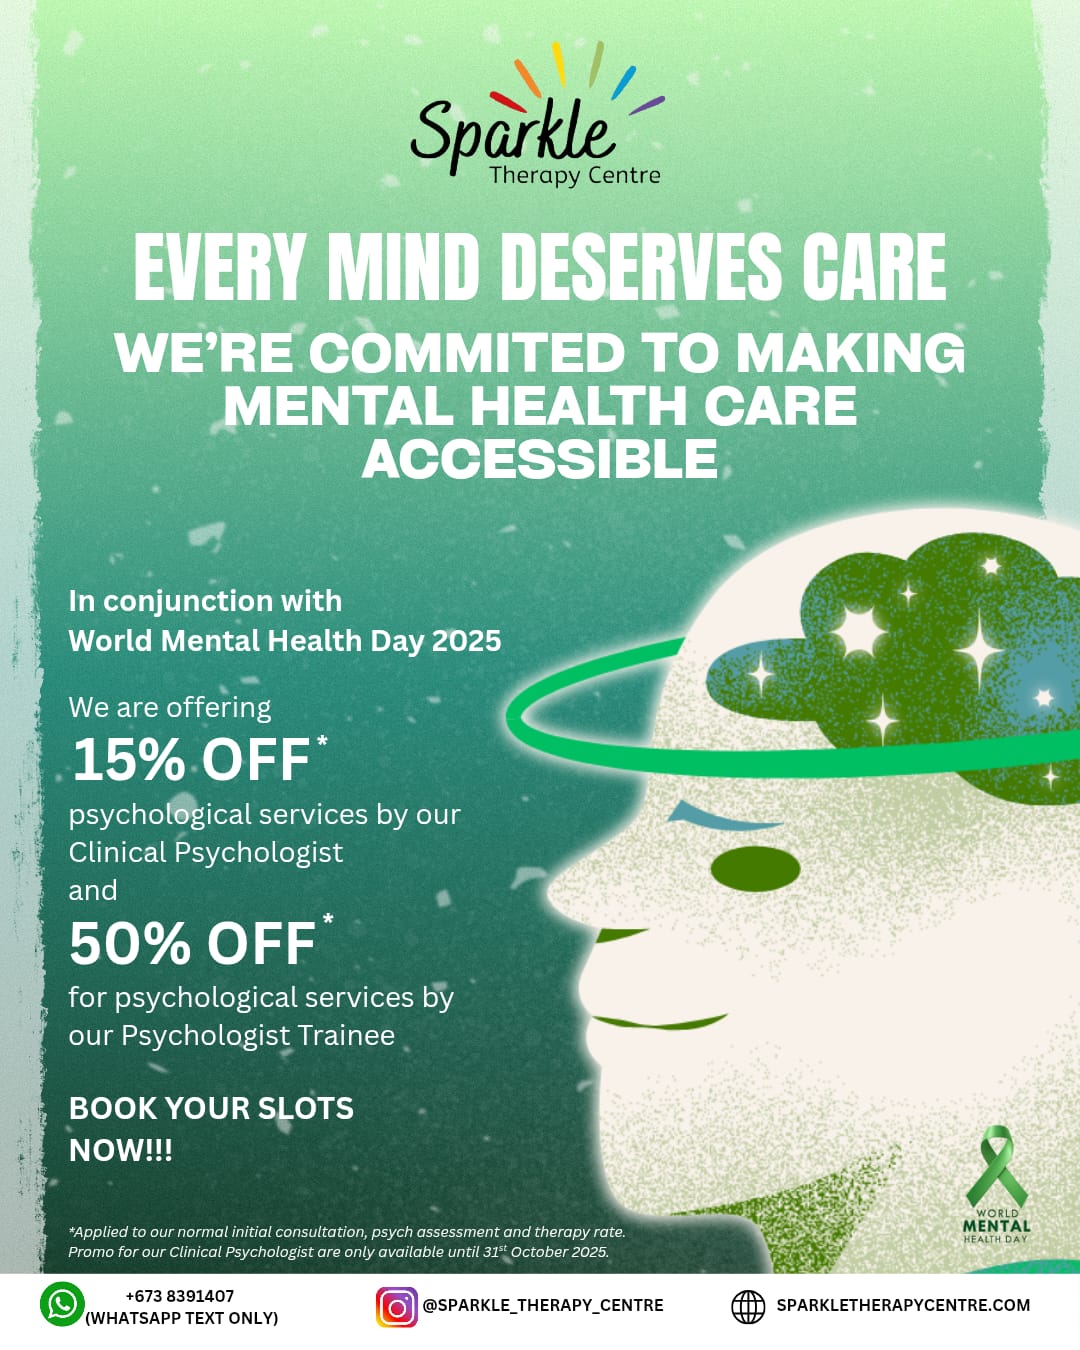 Sparkle
Therapy Centre
EVERY MIND DESERVES CARE
WE'RE COMMITED TO MAKING
MENTAL HEALTH CARE
ACCESSIBLE
In conjunction with
World Mental Health Day 2025
We are offering
15% OFF*
psychological services by our
Clinical Psychologist
and
50% OFF*
for psychological services by
our Psychologist Trainee
BOOK YOUR SLOTS
NOW!!!
WORLD
MENTAL
HEALTH DAY
*Applied to our normal initial consultation, psych assessment and therapy rate.
Promo for our Clinical Psychologist are only available until 31st October 2025.
+673 8391407
(WHATSAPP TEXT ONLY)
@SPARKLE_THERAPY_CENTRE
SPARKLETHERAPYCENTRE.COM